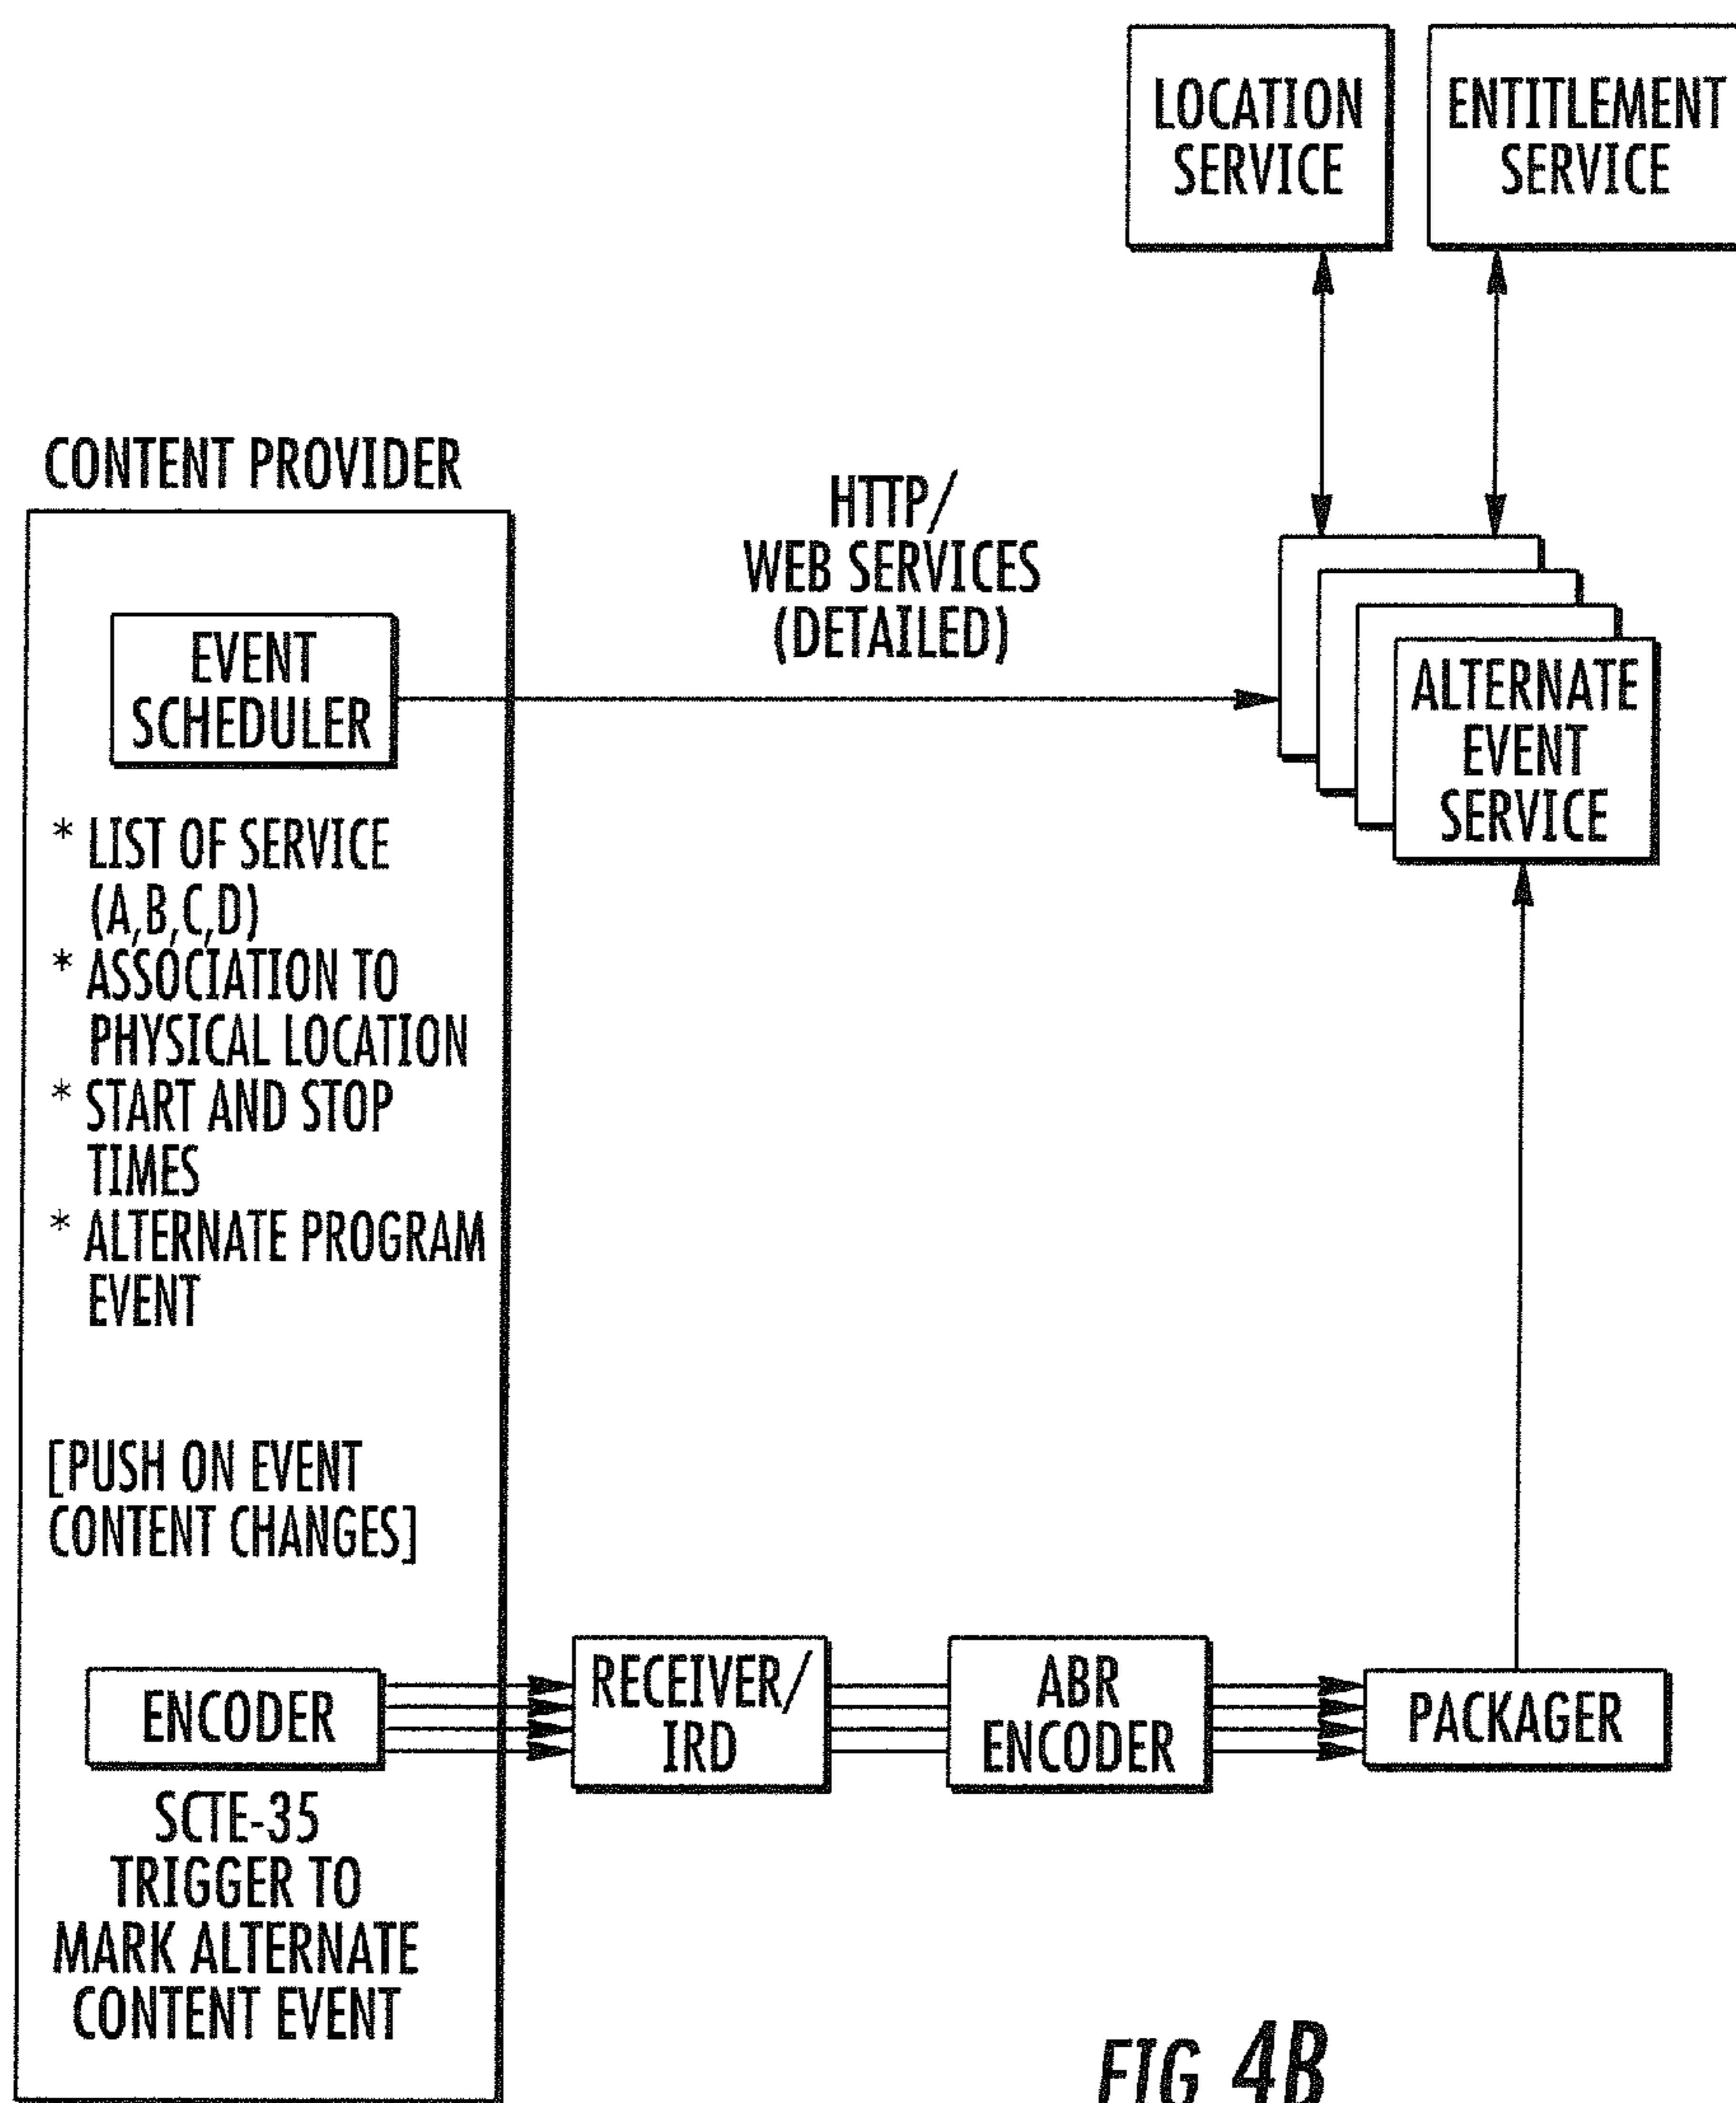 LOCATION
SERVICE
ENTITLEMENT
SERVICE
CONTENT PROVIDER
HTTP/
WEB SERVICES
(DETAILED)
EVENT
SCHEDULER
ALTERNATE
EVENT
SERVICE
* LIST OF SERVICE
(A,B,C,D)
* ASSOCIATION TO
PHYSICAL LOCATION
* START AND STOP
TIMES
* ALTERNATE PROGRAM
EVENT
[PUSH ON EVENT
CONTENT CHANGES]
ENCODER
RECEIVER/
IRD
ABR
ENCODER
PACKAGER
SCTE-35
TRIGGER TO
MARK ALTERNATE
CONTENT EVENT
FIG 4B